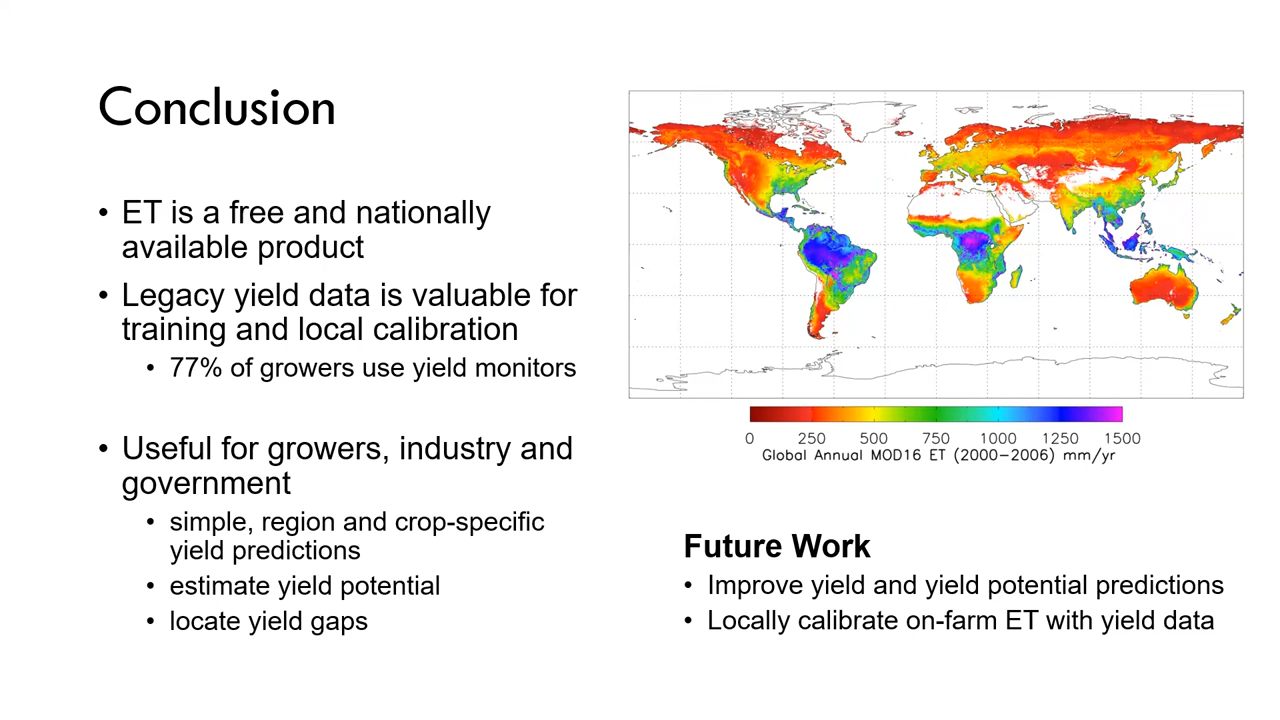 Conclusion
• ET is a free and nationally
available product
• Legacy yield data is valuable for
training and local calibration
• 77% of growers use yield monitors
• Useful for growers, industry and
government
• simple, region and crop-specific
yield predictions
• estimate yield potential
• locate yield gaps
0 250 500 750 1000 1250 1500
Global Annual MOD16 ET (2000−2006) mm/yr
Future Work
• Improve yield and yield potential predictions
• Locally calibrate on-farm ET with yield data